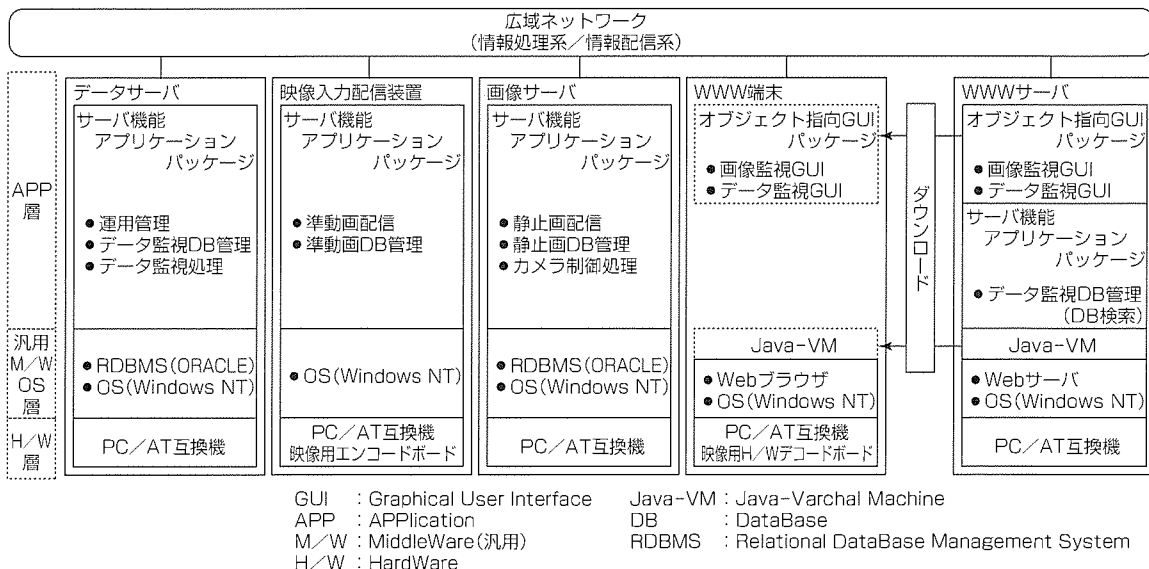 広域ネットワーク
(情報処理系／情報配信系)
APP
層
汎用
M／W
OS
層
H／W
層
データサーバ
サーバ機能
アプリケーション
パッケージ
●運用管理
●データ監視DB管理
●データ監視処理
●RDBMS(ORACLE)
●OS(Windows NT)
PC／AT互換機
映像入力配信装置
サーバ機能
アプリケーション
パッケージ
●準動画配信
●準動画DB管理
●OS(Windows NT)
PC／AT互換機
映像用エンコードボード
画像サーバ
サーバ機能
アプリケーション
パッケージ
●静止画配信
●静止画DB管理
●カメラ制御処理
●RDBMS(ORACLE)
●OS(Windows NT)
PC／AT互換機
WWW端末
オブジェクト指向GUI
パッケージ
●画像監視GUI
●データ監視GUI
Java-VM
●Webブラウザ
●OS(Windows NT)
PC／AT互換機
映像用H／Wデコードボード
ダウンロード
WWWサーバ
オブジェクト指向GUI
パッケージ
●画像監視GUI
●データ監視GUI
サーバ機能
アプリケーション
パッケージ
●データ監視DB管理
(DB検索)
Java-VM
●Webサーバ
●OS(Windows NT)
PC／AT互換機
GUI : Graphical User Interface
APP : APPlication
M／W : MiddleWare(汎用)
H／W : HardWare
Java-VM : Java-Varchal Machine
DB : DataBase
RDBMS : Relational DataBase Management System